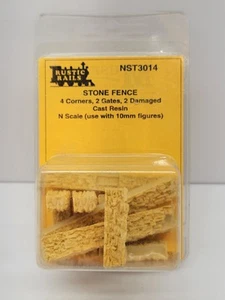 RUSTIC
RAILS
NST3014
STONE FENCE
4 Corners, 2 Gates, 2 Damaged
Cast Resin
N Scale (use with 10mm figures)